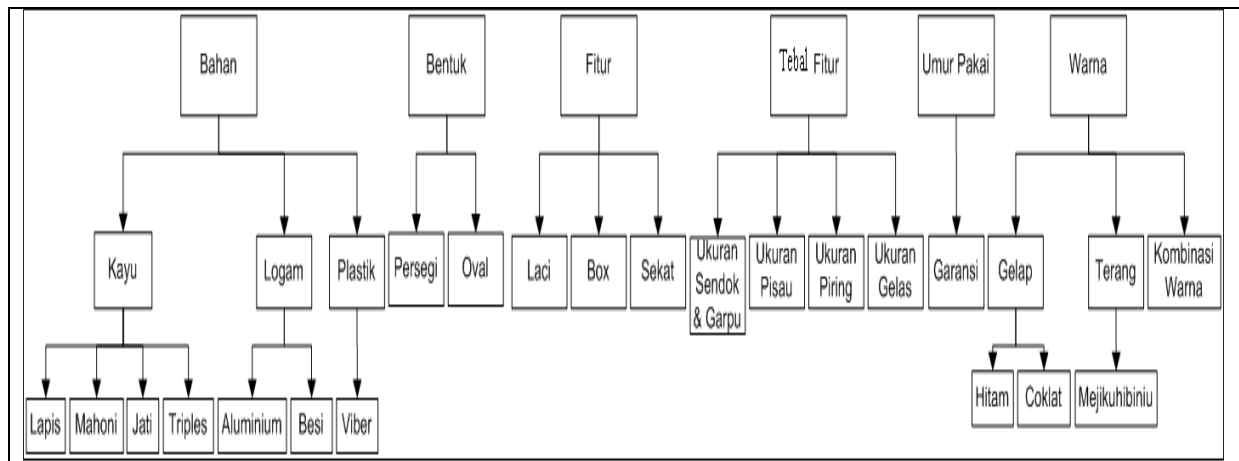 Bahan
Bentuk
Fitur
Tebal Fitur
Umur Pakai
Warna
Kayu
Logam
Plastik
Persegi
Oval
Laci
Box
Sekat
Ukuran
Sendok
& Garpu
Ukuran
Pisau
Ukuran
Piring
Ukuran
Gelas
Garansi
Gelap
Terang
Kombinasi
Warna
Lapis
Mahoni
Jati
Triples
Aluminium
Besi
Viber
Hitam
Coklat
Mejikuhibiniu